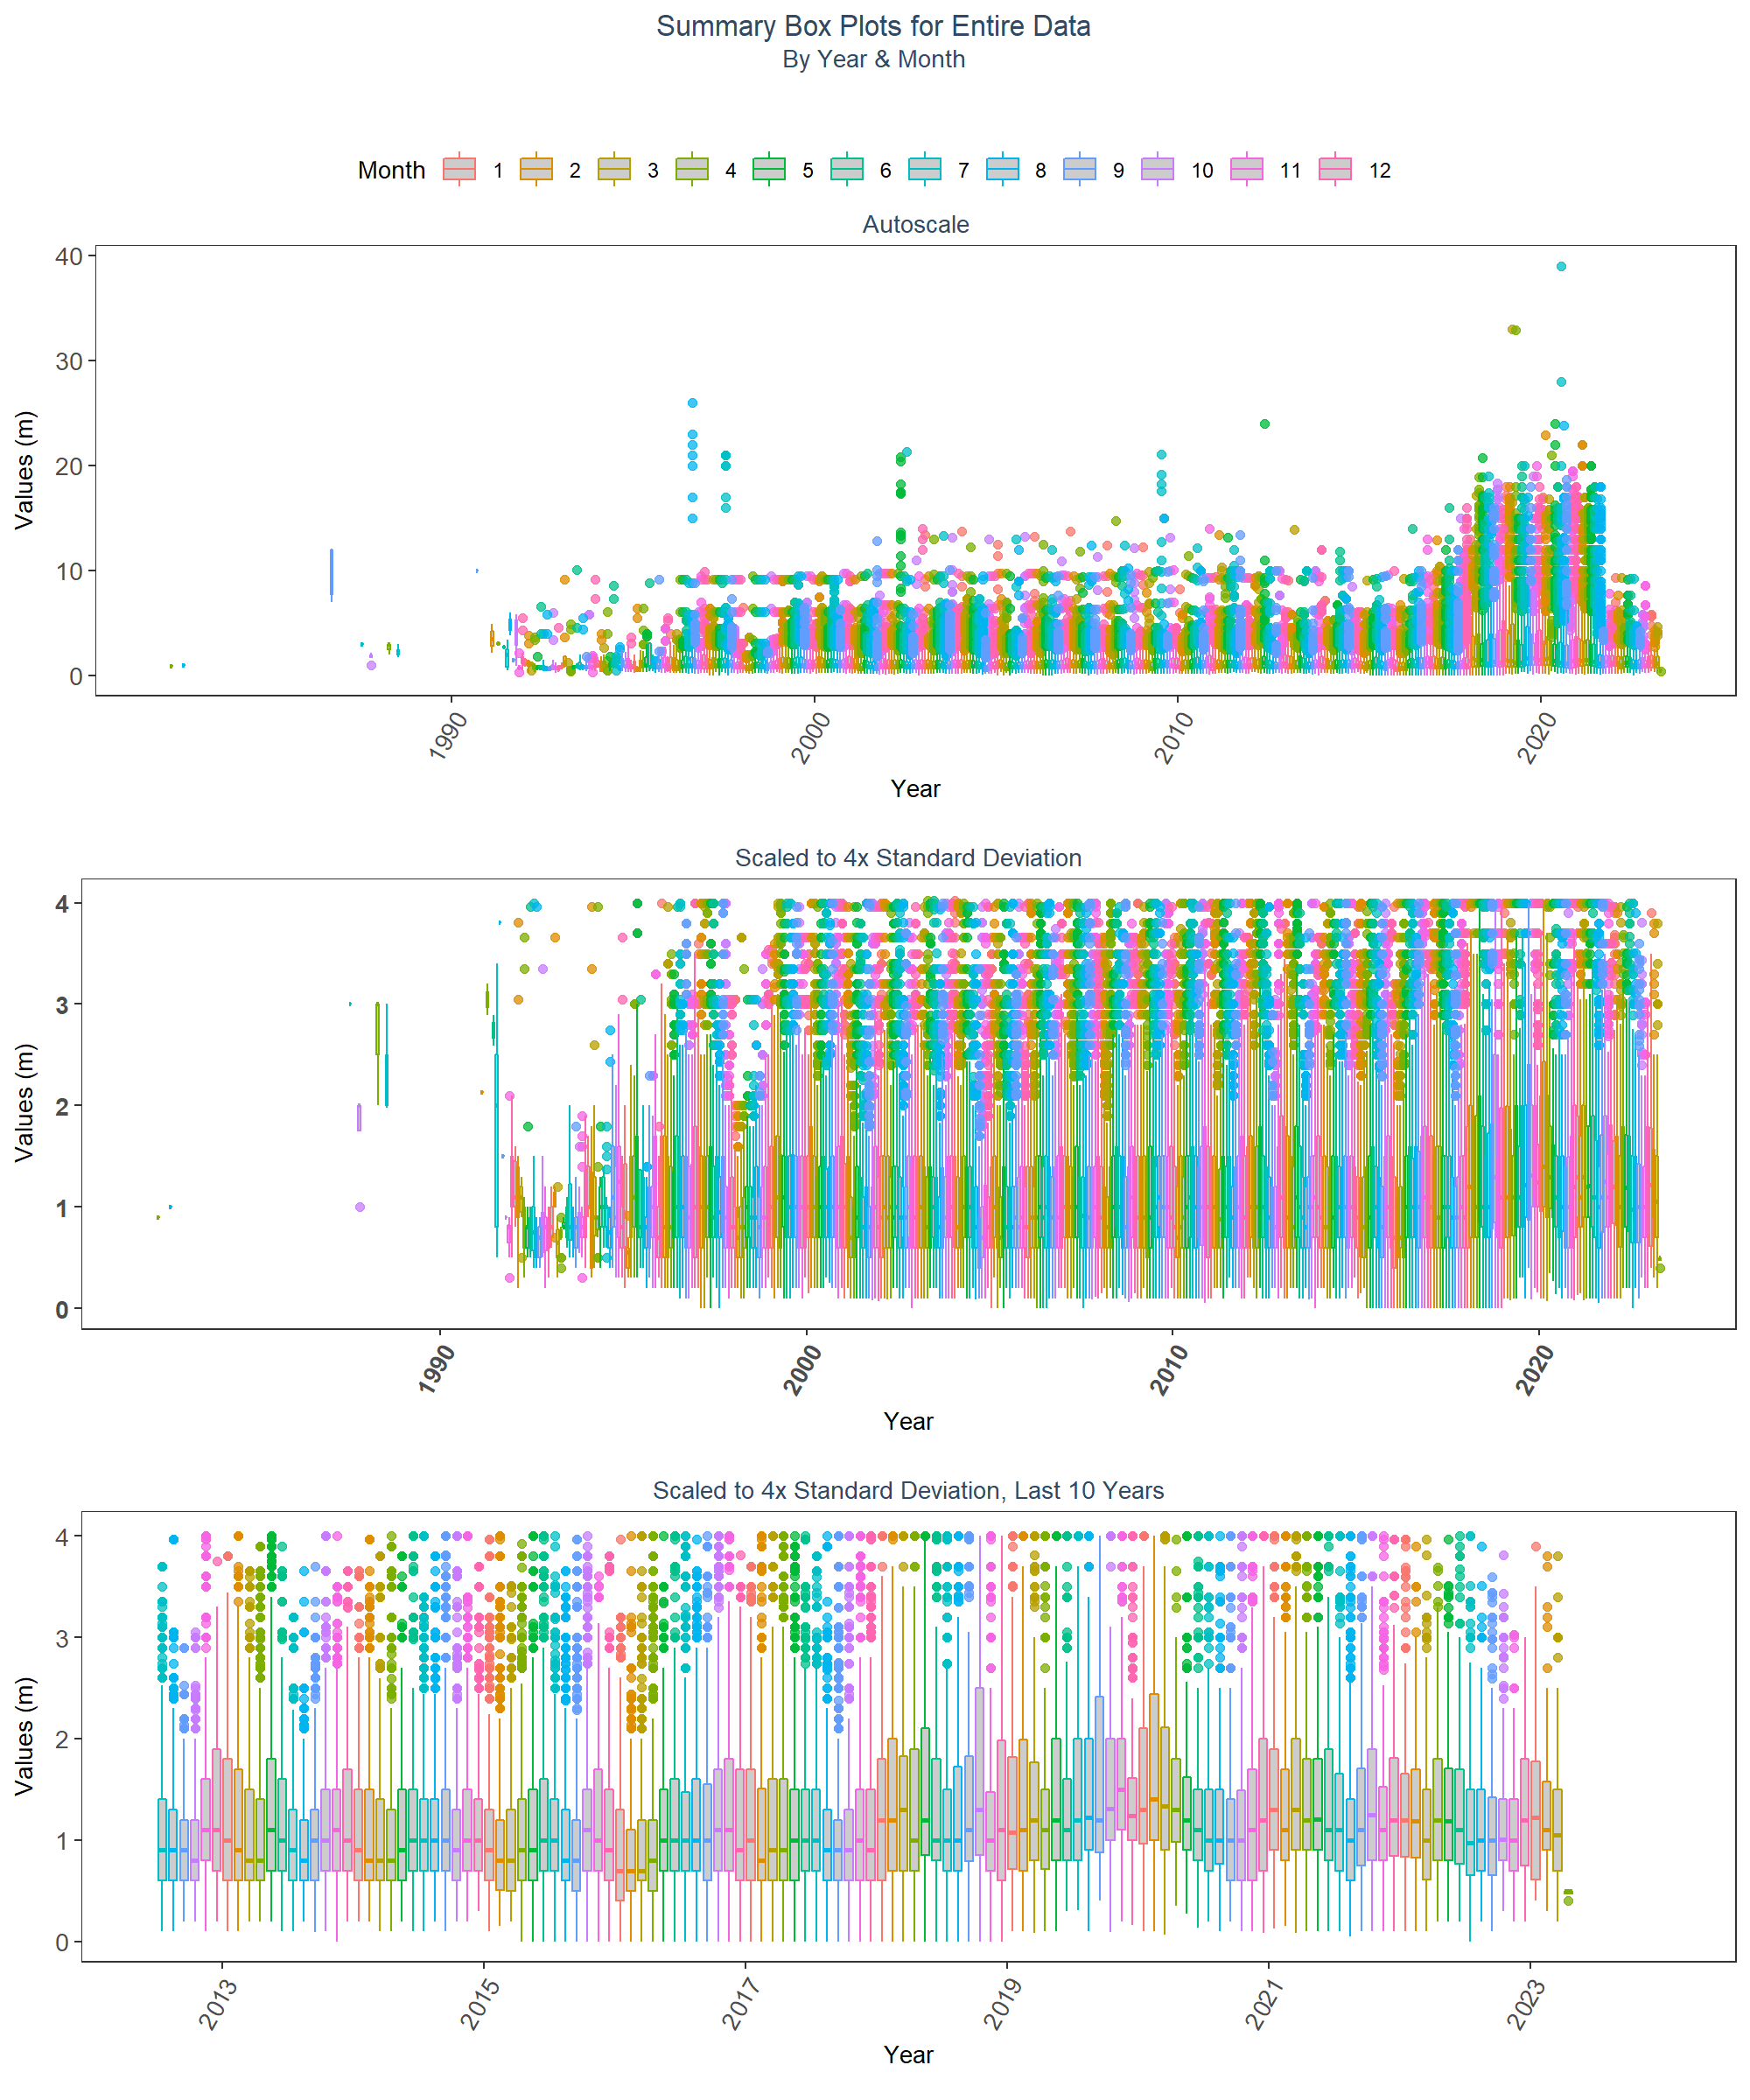 Summary Box Plots for Entire Data
By Year & Month
Month 1 2 3 4 5 6 7 8 9 10 11 12
Autoscale
40
30
20
10
0
Values (m)
1990 2000 2010 2020
Year
Scaled to 4x Standard Deviation
4
3
2
1
0
Values (m)
1990 2000 2010 2020
Year
Scaled to 4x Standard Deviation, Last 10 Years
4
3
2
1
0
Values (m)
2013 2015 2017 2019 2021 2023
Year